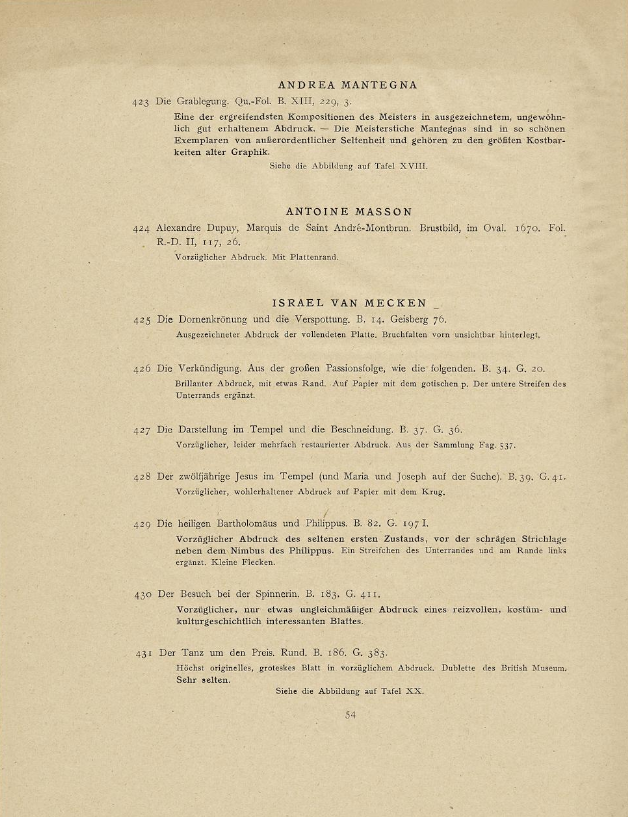 ANDREA MANTEGNA
423 Die Grablegung. Qu.-Fol. B. XIII, 229, 3.
Eine der ergreifendsten Kompositionen des Meisters in ausgezeichnetem, ungewöhn-
lich gut erhaltenem Abdruck. — Die Meisterstiche Mantegnas sind in so schönen
Exemplaren von außerordentlicher Seltenheit und gehören zu den größten Kostbar-
keiten alter Graphik.
Siehe die Abbildung auf Tafel XVIII.
ANTOINE MASSON
424 Alexandre Dupuy, Marquis de Saint André-Montbrun. Brustbild, im Oval. 1670. Fol.
R.-D. II, 117, 26.
Vorzüglicher Abdruck. Mit Plattenrand.
ISRAEL VAN MECKEN
425 Die Dornenkrönung und die Verspottung. B. 14. Geisberg 76.
Ausgezeichneter Abdruck der vollendeten Platte. Bruchfalten vorn unsichtbar hinterlegt.
426 Die Verkündigung. Aus der großen Passionsfolge, wie die folgenden. B. 34. G. 20.
Brillanter Abdruck, mit etwas Rand. Auf Papier mit dem gotischen p. Der untere Streifen des
Unterrands ergänzt.
427 Die Darstellung im Tempel und die Beschneidung. B. 37. G. 36.
Vorzüglicher, leider mehrfach restaurierter Abdruck. Aus der Sammlung Fag. 537.
428 Der zwölfjährige Jesus im Tempel (und Maria und Joseph auf der Suche). B. 39. G. 41.
Vorzüglicher, wohlerhaltener Abdruck auf Papier mit dem Krug.
429 Die heiligen Bartholomäus und Philippus. B. 82. G. 197 I.
Vorzüglicher Abdruck des seltenen ersten Zustands, vor der schrägen Strichlage
neben dem Nimbus des Philippus. Ein Streifchen des Unterrandes und am Rande links
ergänzt. Kleine Flecken.
430 Der Besuch bei der Spinnerin. B. 183. G. 411.
Vorzüglicher, nur etwas ungleichmäßiger Abdruck eines reizvollen, kostüm- und
kulturgeschichtlich interessanten Blattes.
431 Der Tanz um den Preis. Rund. B. 186. G. 383.
Höchst originelles, groteskes Blatt in vorzüglichem Abdruck. Dublette des British Museum.
Sehr selten.
Siehe die Abbildung auf Tafel XX.
54